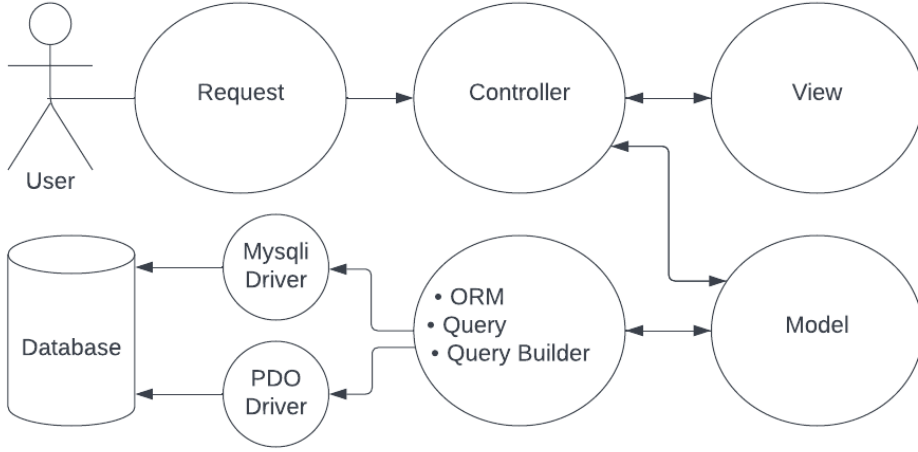 Request
Controller
View
User
Mysqli
Driver
• ORM
• Query
• Query Builder
Model
Database
PDO
Driver